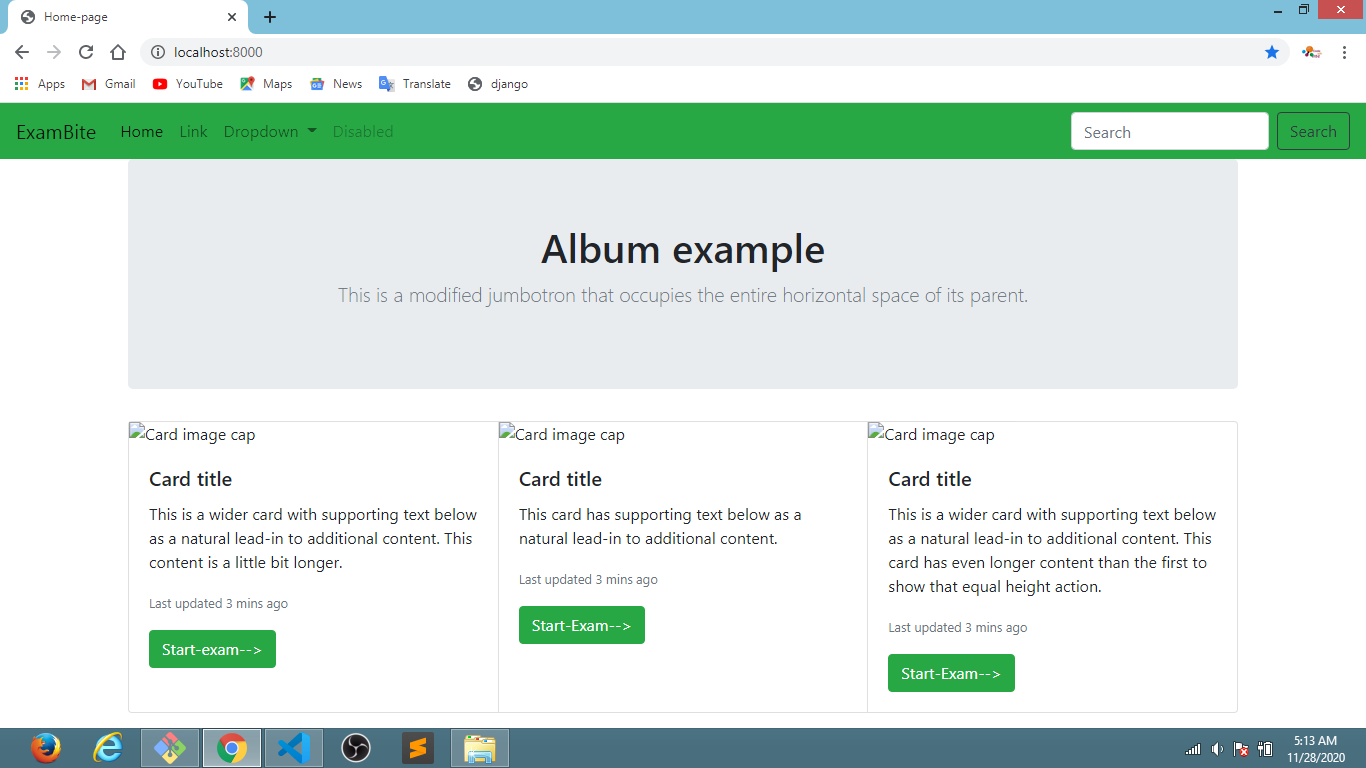 Home-page
localhost:8000
Apps Gmail YouTube Maps News Translate django
ExamBite Home Link Dropdown Disabled Search Search
Album example
This is a modified jumbotron that occupies the entire horizontal space of its parent.
Card image cap
Card title
This is a wider card with supporting text below
as a natural lead-in to additional content. This
content is a little bit longer.
Last updated 3 mins ago
Start-exam-->
Card image cap
Card title
This card has supporting text below as a
natural lead-in to additional content.
Last updated 3 mins ago
Start-Exam-->
Card image cap
Card title
This is a wider card with supporting text below
as a natural lead-in to additional content. This
card has even longer content than the first to
show that equal height action.
Last updated 3 mins ago
Start-Exam-->
5:13 AM
11/28/2020